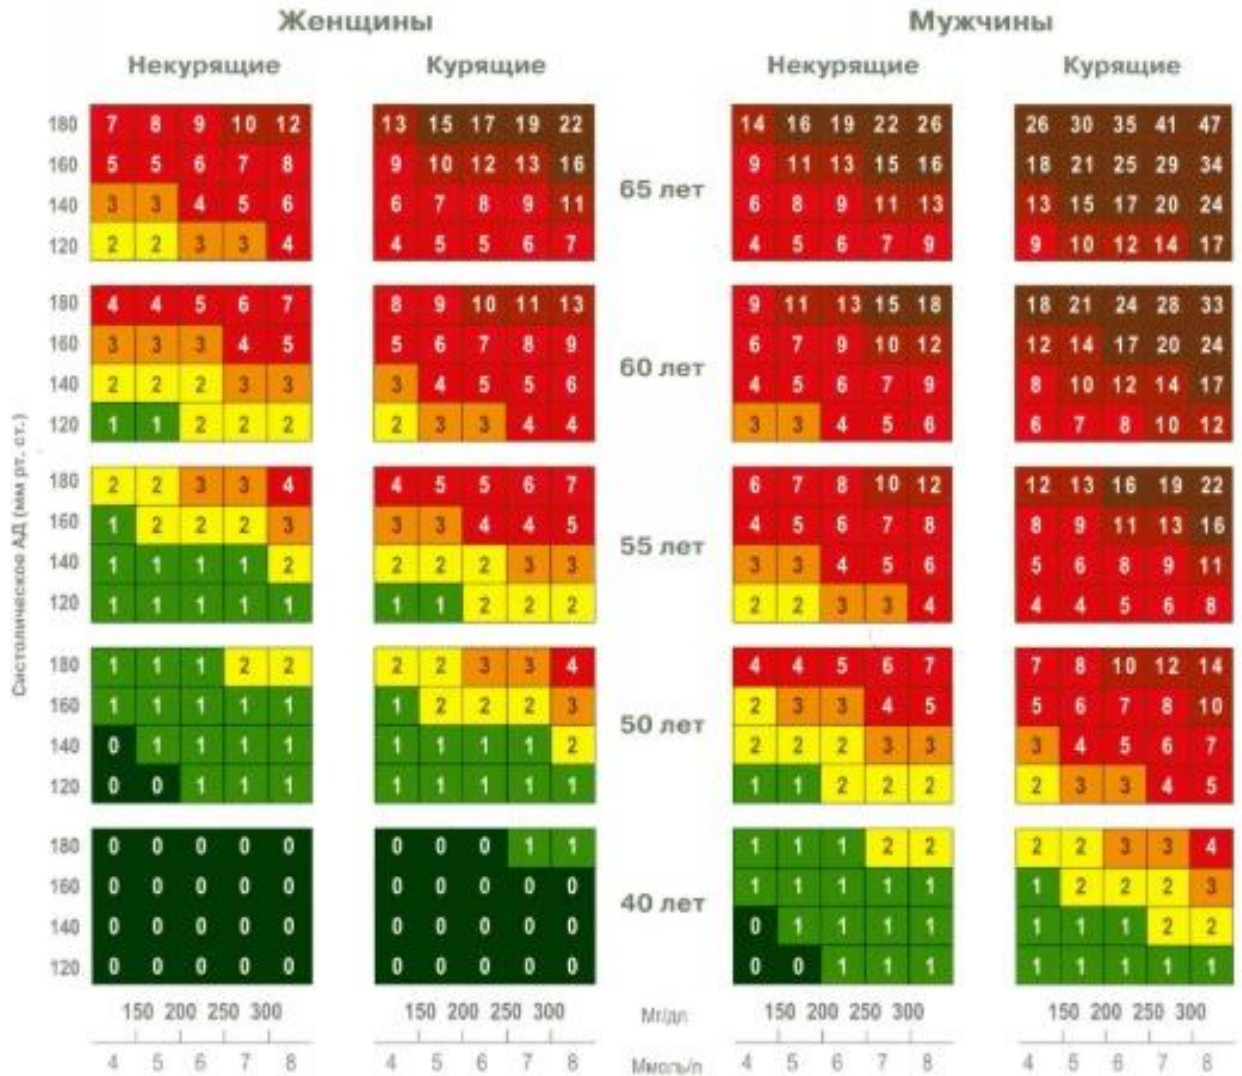 Женщины Мужчины
Некурящие Курящие Некурящие Курящие
180 7 8 9 10 12 13 15 17 19 22 14 16 19 22 26 26 30 35 41 47
160 5 5 6 7 8 9 10 12 13 16 9 11 13 15 16 18 21 25 29 34
65 лет
140 3 3 4 5 6 6 7 8 9 11 6 8 9 11 13 13 15 17 20 24
120 2 2 3 3 4 4 5 5 6 7 4 5 6 7 9 9 10 12 14 17
180 4 4 5 6 7 8 9 10 11 13 9 11 13 15 18 18 21 24 28 33
160 3 3 3 4 5 5 6 7 8 9 6 7 9 10 12 12 14 17 20 24
60 лет
140 2 2 2 3 3 3 4 5 5 6 4 5 6 7 9 8 10 12 14 17
120 1 1 2 2 2 2 3 3 4 4 3 3 4 5 6 6 7 8 10 12
Систолическое АД (мм рт. ст.)
180 2 2 3 3 4 4 5 5 6 7 6 7 8 10 12 12 13 16 19 22
160 1 2 2 2 3 3 3 4 4 5 4 5 6 7 8 8 9 11 13 16
55 лет
140 1 1 1 1 2 2 2 2 3 3 3 3 4 5 6 5 6 8 9 11
120 1 1 1 1 1 1 1 2 2 2 2 2 3 3 4 4 4 5 6 8
180 1 1 1 2 2 2 2 3 3 4 4 4 5 6 7 7 8 10 12 14
160 1 1 1 1 1 1 2 2 2 3 2 3 3 4 5 5 6 7 8 10
50 лет
140 0 1 1 1 1 1 1 1 1 2 2 2 2 3 3 3 4 5 6 7
120 0 0 1 1 1 1 1 1 1 1 1 1 2 2 2 2 3 3 4 5
180 0 0 0 0 0 0 0 0 1 1 1 1 1 2 2 2 2 3 3 4
160 0 0 0 0 0 0 0 0 0 0 1 1 1 1 1 1 2 2 2 3
40 лет
140 0 0 0 0 0 0 0 0 0 0 0 1 1 1 1 1 1 1 2 2
120 0 0 0 0 0 0 0 0 0 0 0 0 1 1 1 1 1 1 1 1
150 200 250 300 150 200 250 300 Мг/дл 150 200 250 300 150 200 250 300
4 5 6 7 8 4 5 6 7 8 Ммоль/л 4 5 6 7 8 4 5 6 7 8